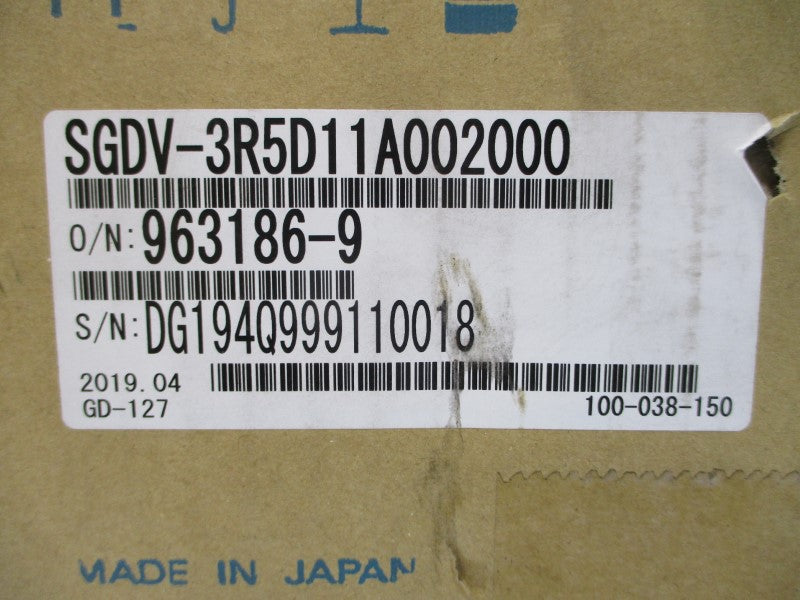 SGDV-3R5D11A002000
O/N: 963186-9
S/N: DG194Q999110018
2019.04
GD-127 100-038-150
MADE IN JAPAN